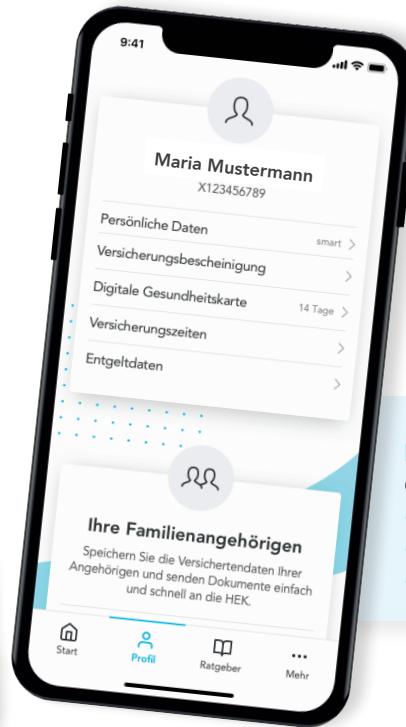 9:41
Maria Mustermann
X123456789
Persönliche Daten smart
Versicherungsbescheinigung
Digitale Gesundheitskarte 14 Tage
Versicherungszeiten
Entgeltdaten
Ihre Familienangehörigen
Speichern Sie die Versichertendaten Ihrer
Angehörigen und senden Dokumente einfach
und schnell an die HEK.
Start Profil Ratgeber Mehr